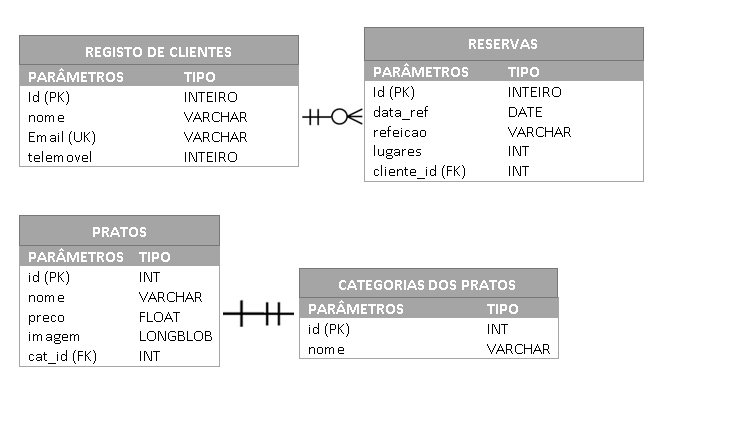 REGISTO DE CLIENTES
PARÂMETROS TIPO
Id (PK) INTEIRO
nome VARCHAR
Email (UK) VARCHAR
telemovel INTEIRO
RESERVAS
PARÂMETROS TIPO
Id (PK) INTEIRO
data_ref DATE
refeicao VARCHAR
lugares INT
cliente_id (FK) INT
PRATOS
PARÂMETROS TIPO
id (PK) INT
nome VARCHAR
preco FLOAT
imagem LONGBLOB
cat_id (FK) INT
CATEGORIAS DOS PRATOS
PARÂMETROS TIPO
id (PK) INT
nome VARCHAR